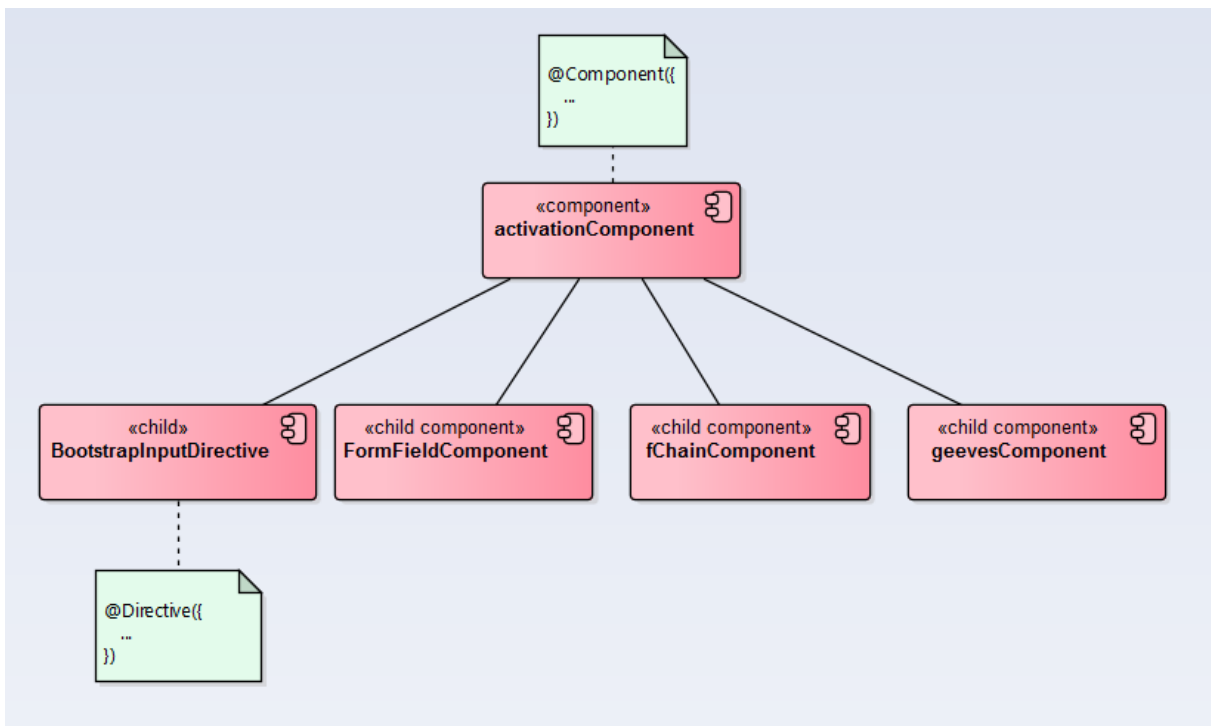 @Component({
...
})
«component»
activationComponent
«child»
BootstrapInputDirective
«child component»
FormFieldComponent
«child component»
fChainComponent
«child component»
geevesComponent
@Directive({
...
})